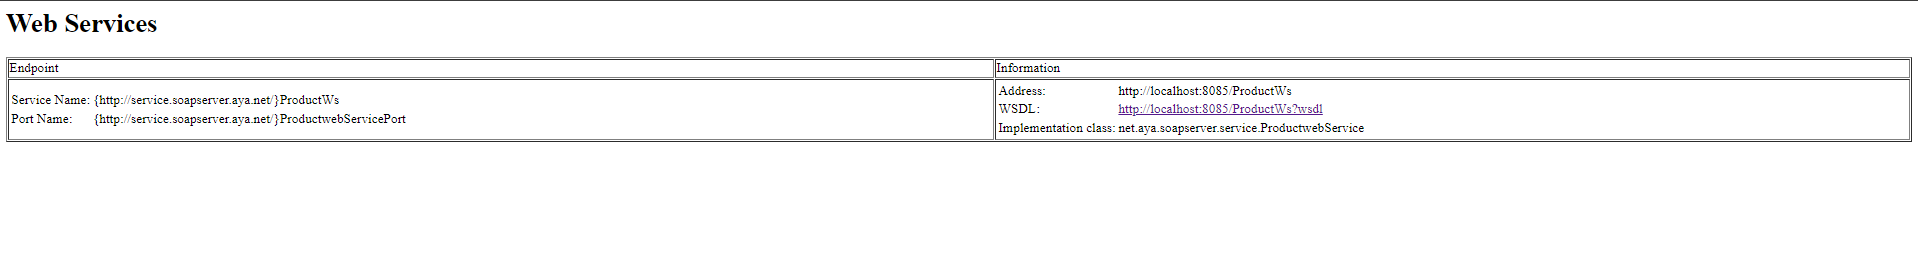 Web Services
Endpoint
Information
Service Name: {http://service.soapserver.aya.net/}ProductWs
Port Name: {http://service.soapserver.aya.net/}ProductwebServicePort
Address: http://localhost:8085/ProductWs
WSDL: http://localhost:8085/ProductWs?wsdl
Implementation class: net.aya.soapserver.service.ProductwebService